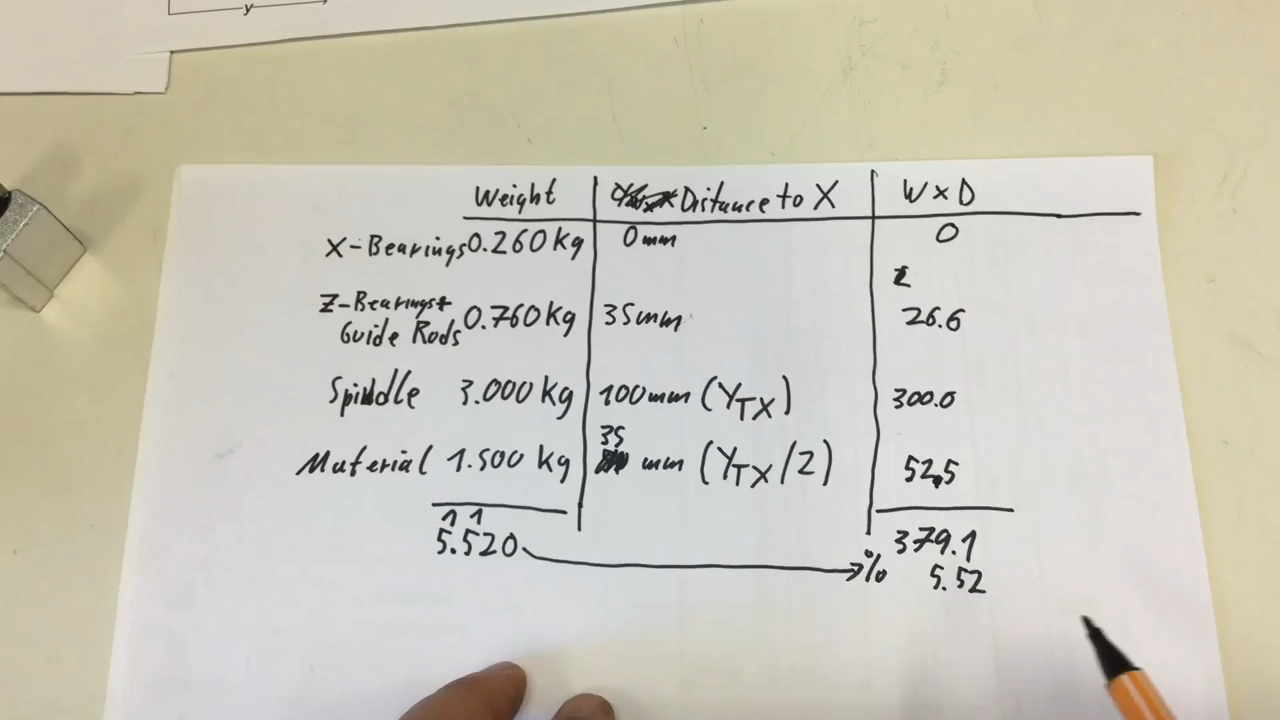 y
Weight Distance to X W x D
X-Bearings 0.260 kg 0 mm 0
Z-Bearings+
Guide Rods 0.760 kg 35mm 26.6
Spindle 3.000 kg 100mm (YTX) 300.0
35
Material 1.500 kg mm (YTX/2) 52,5
1 1
5.520 379.1
% 5.52